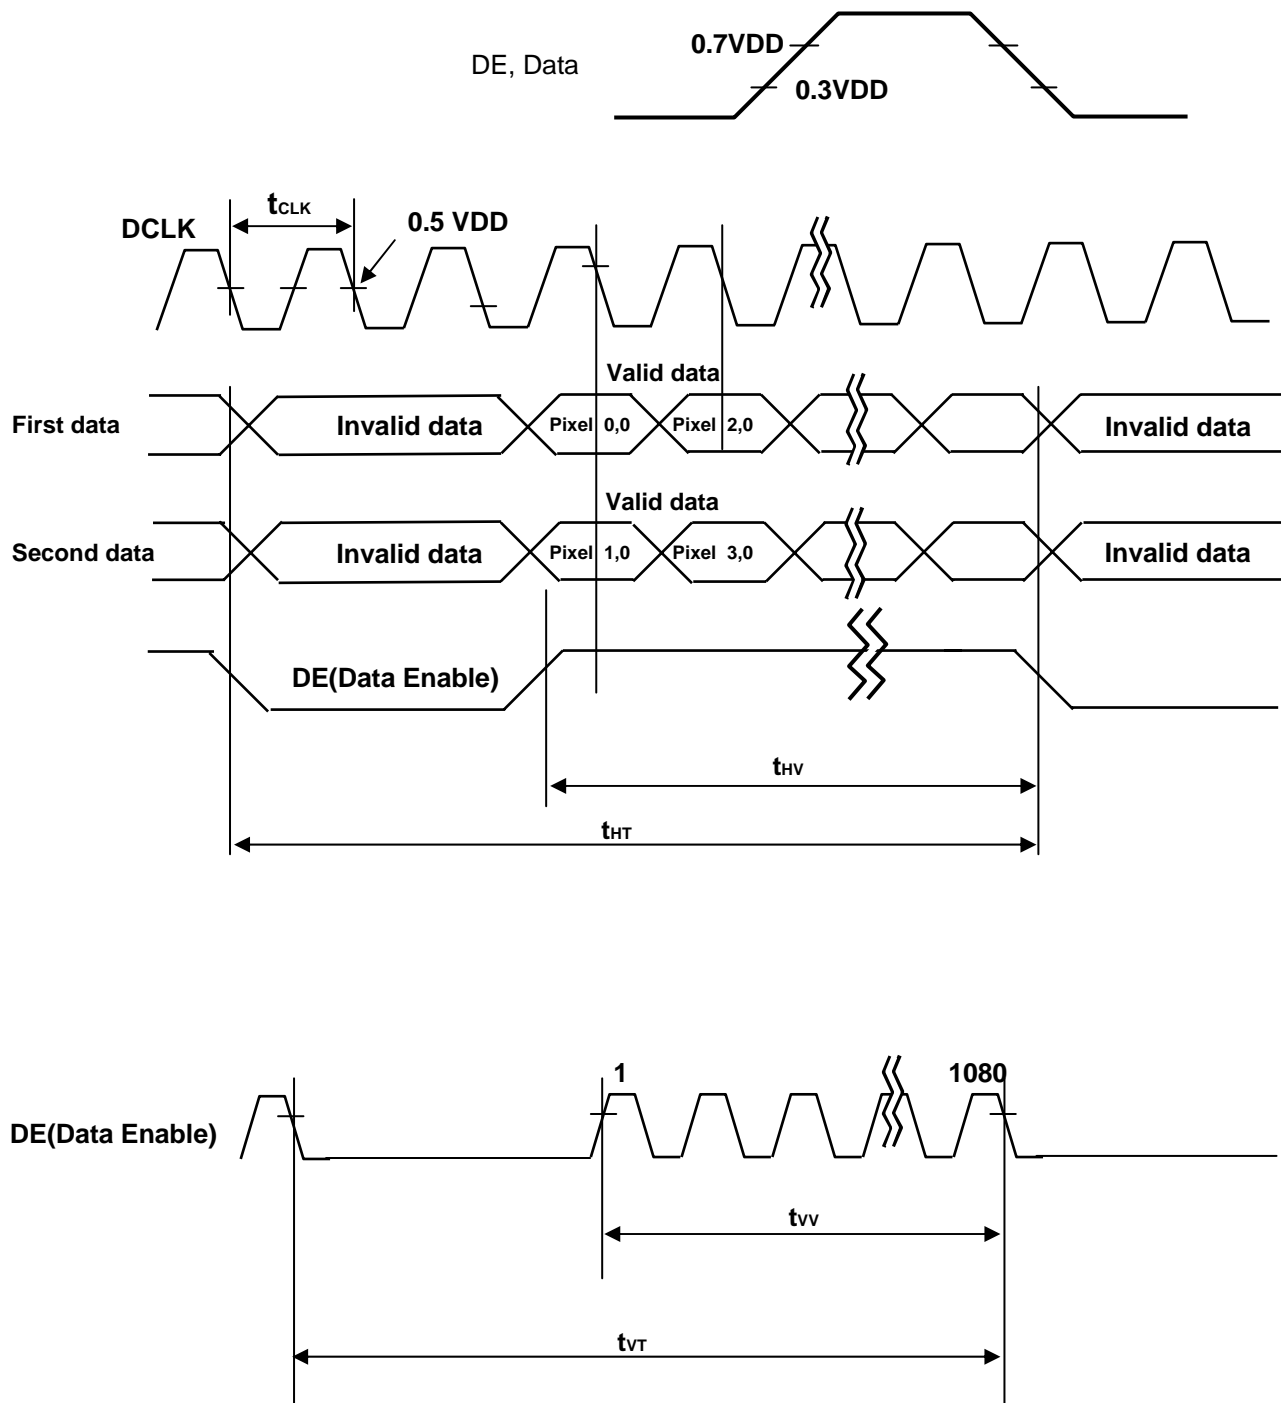 0.7VDD
DE, Data
0.3VDD
tCLK
DCLK
0.5 VDD
Valid data
First data
Invalid data
Pixel 0,0
Pixel 2,0
Invalid data
Valid data
Second data
Invalid data
Pixel 1,0
Pixel 3,0
Invalid data
DE(Data Enable)
tHV
tHT
1
1080
DE(Data Enable)
tVV
tVT